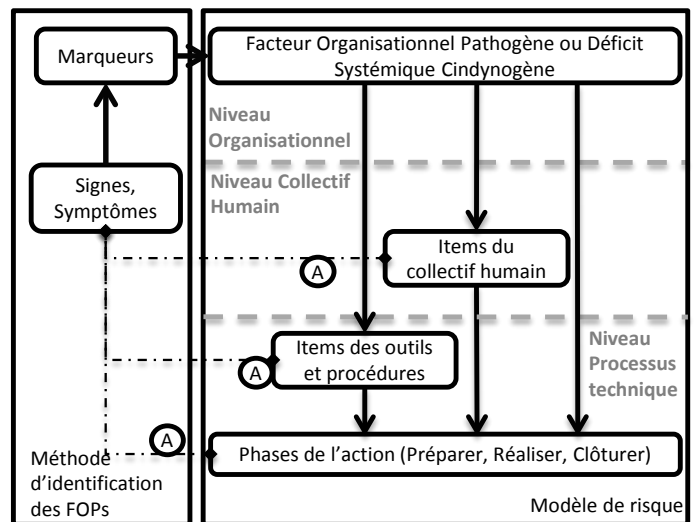 Marqueurs
Facteur Organisationnel Pathogène ou Déficit
Systémique Cindynogène
Niveau
Organisationnel
Signes,
Symptômes
Niveau Collectif
Humain
Items du
collectif humain
A
Items des outils
et procédures
Niveau
Processus
technique
A
A
Phases de l’action (Préparer, Réaliser, Clôturer)
Méthode
d’identification
des FOPs
Modèle de risque